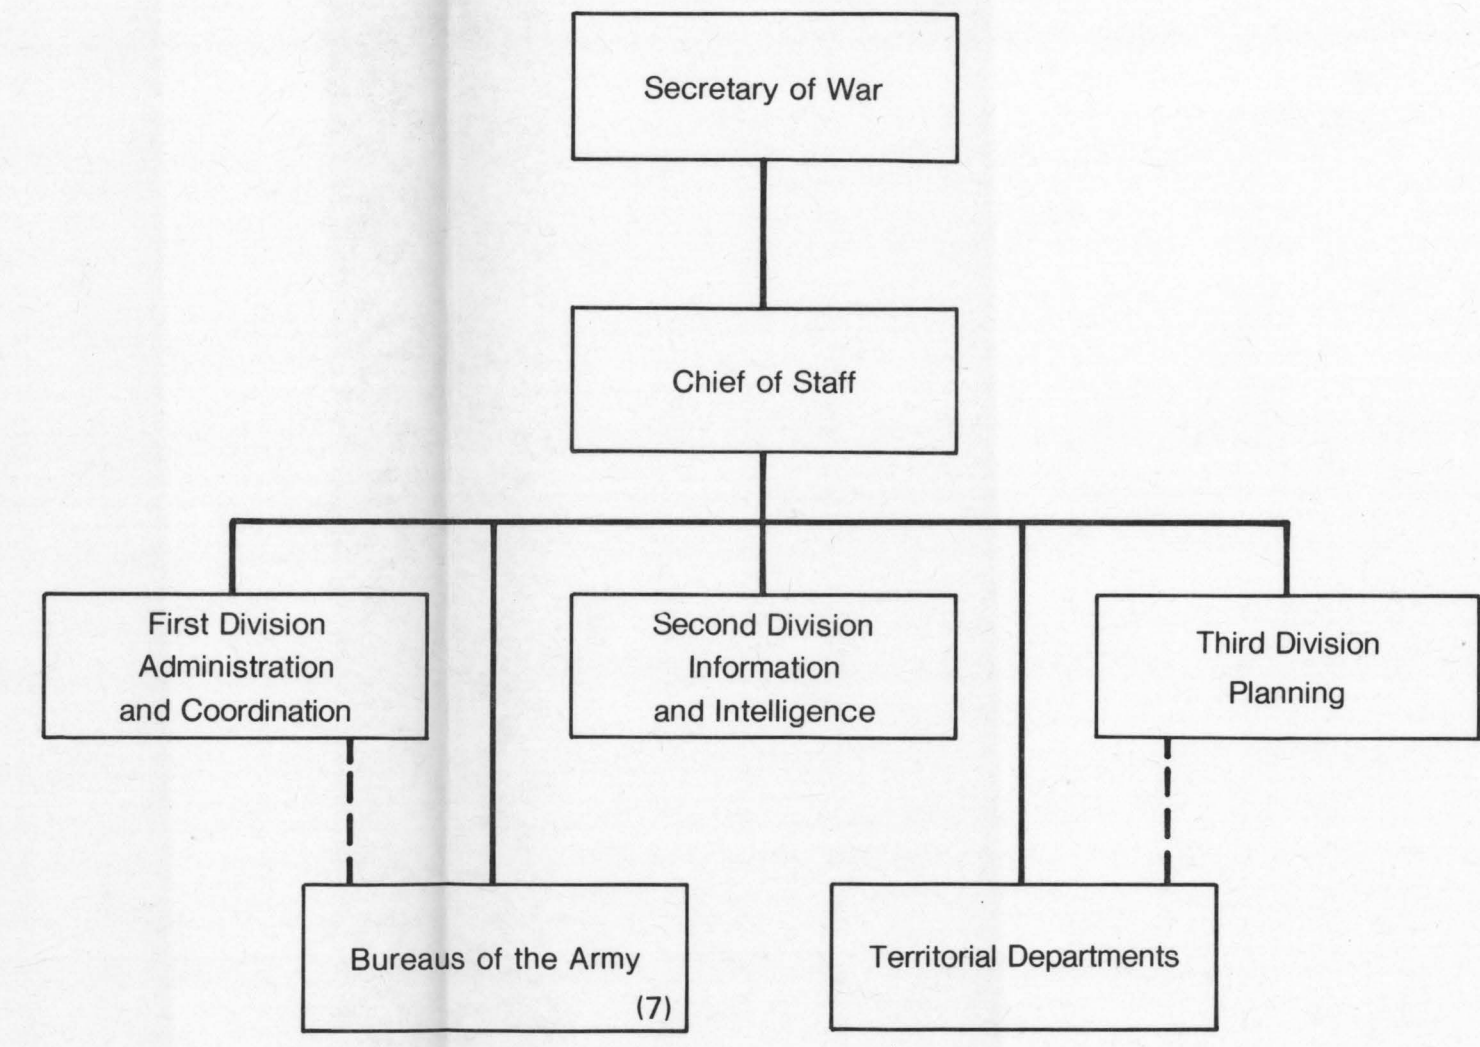 Secretary of War
Chief of Staff
First Division
Administration
and Coordination
Second Division
Information
and Intelligence
Third Division
Planning
Bureaus of the Army
(7)
Territorial Departments